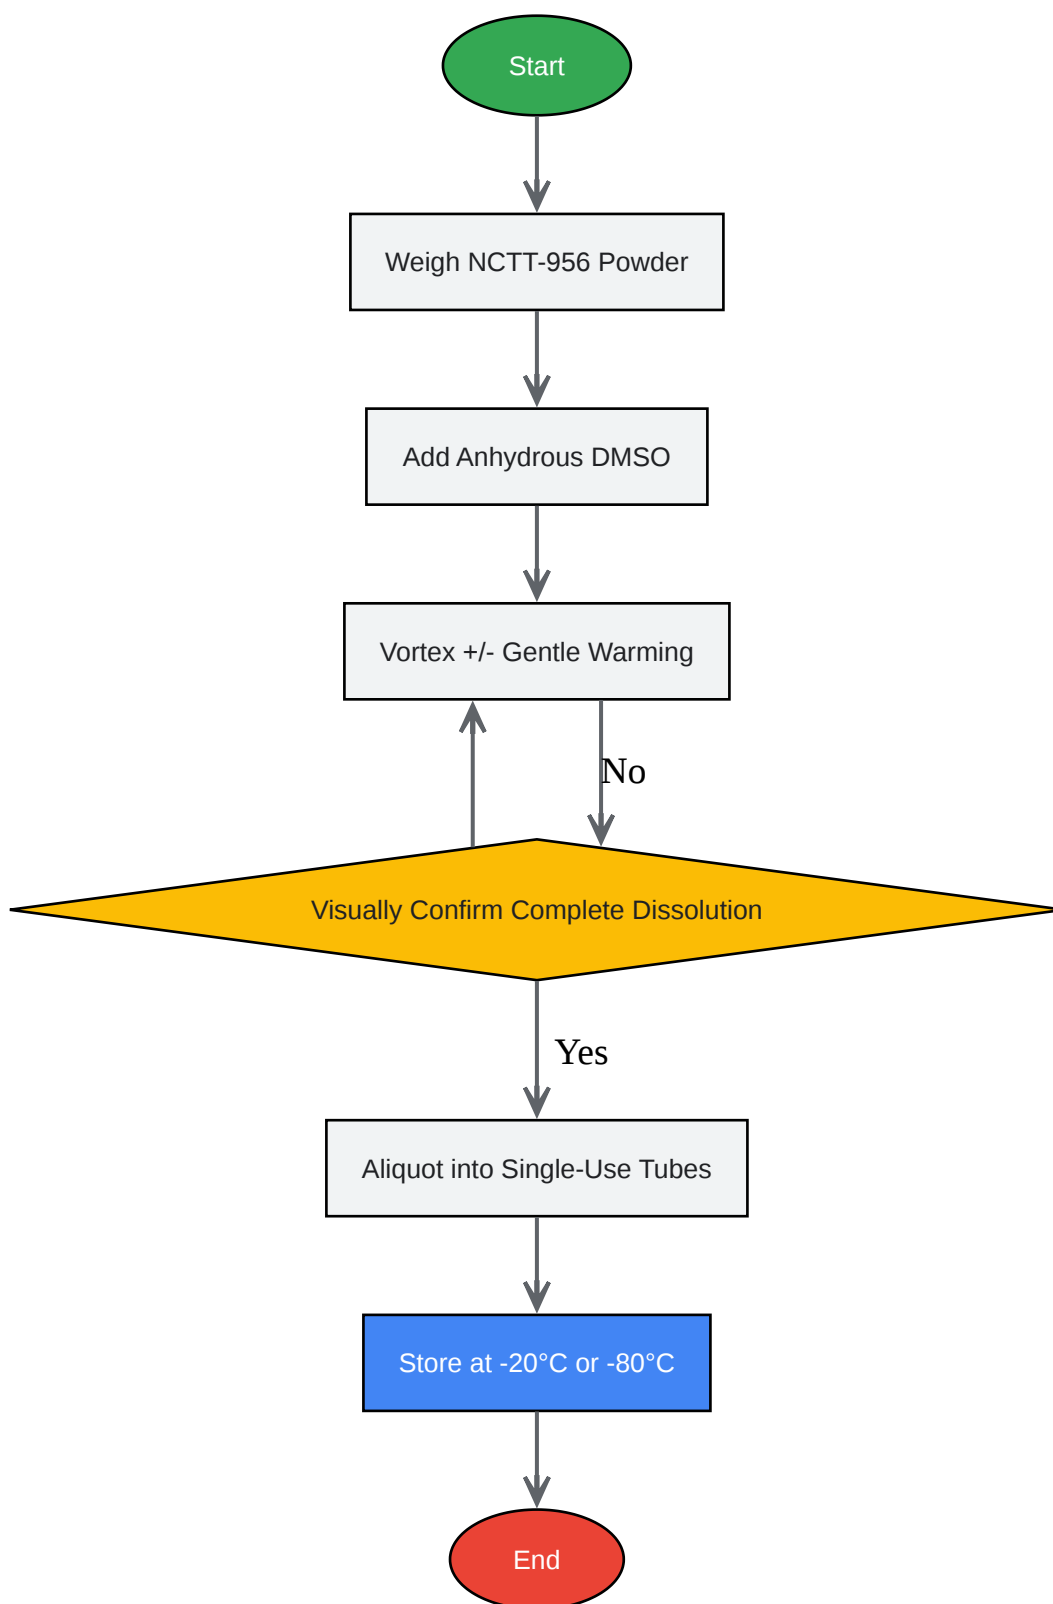 Start
Weigh NCTT-956 Powder
Add Anhydrous DMSO
Vortex +/- Gentle Warming
No
Visually Confirm Complete Dissolution
Yes
Aliquot into Single-Use Tubes
Store at -20°C or -80°C
End